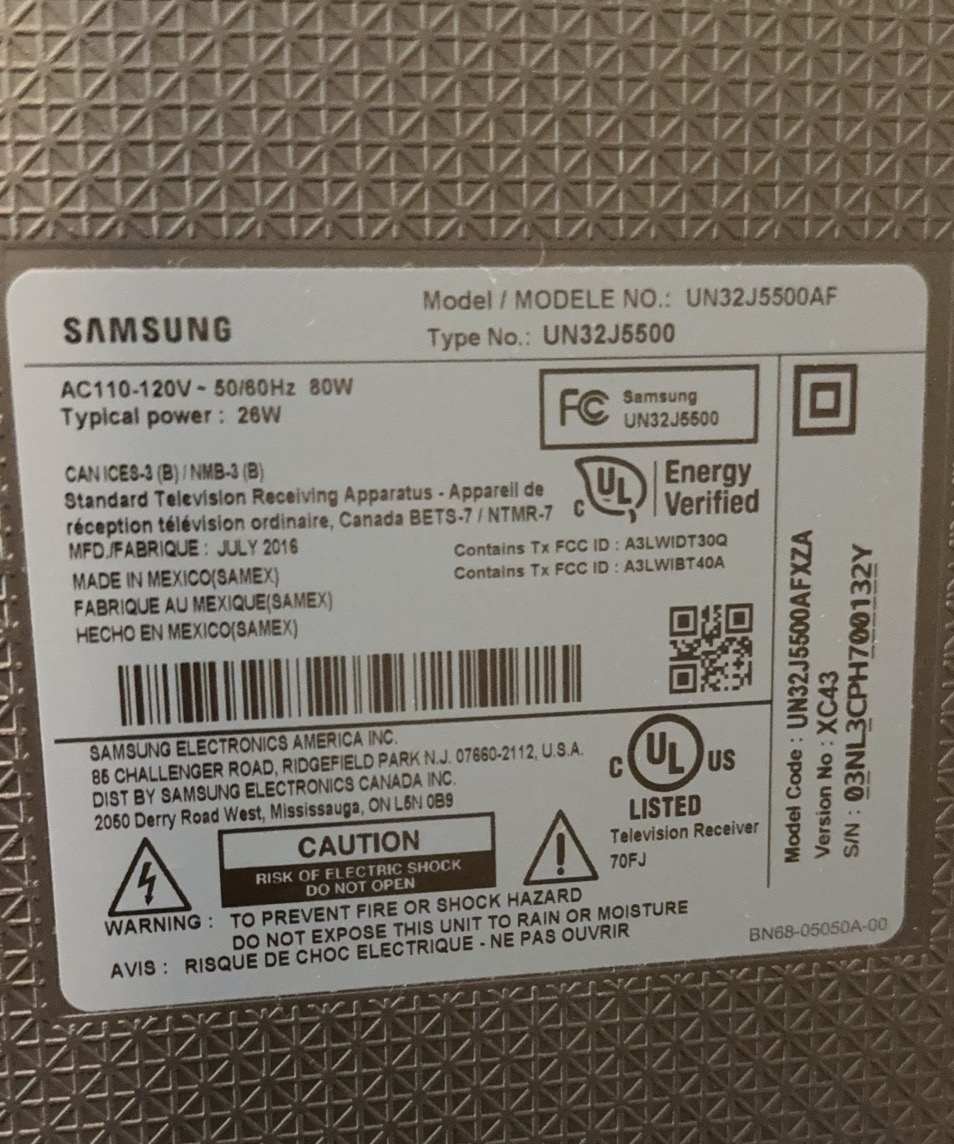 SAMSUNG
Model / MODELE NO.: UN32J5500AF
Type No.: UN32J5500
AC110-120V ~ 50/60Hz 80W
Typical power : 26W
FC Samsung
UN32J5500
CAN ICES-3 (B) / NMB-3 (B)
Standard Television Receiving Apparatus - Appareil de
réception télévision ordinaire, Canada BETS-7 / NTMR-7
C UL Energy
Verified
MFD./FABRIQUE : JULY 2016
MADE IN MEXICO(SAMEX)
FABRIQUE AU MEXIQUE(SAMEX)
HECHO EN MEXICO(SAMEX)
Contains Tx FCC ID : A3LWIDT30Q
Contains Tx FCC ID : A3LWIBT40A
SAMSUNG ELECTRONICS AMERICA INC.
85 CHALLENGER ROAD, RIDGEFIELD PARK N.J. 07660-2112, U.S.A.
DIST BY SAMSUNG ELECTRONICS CANADA INC.
2050 Derry Road West, Mississauga, ON L5N 0B9
C UL US
LISTED
Television Receiver
70FJ
CAUTION
RISK OF ELECTRIC SHOCK
DO NOT OPEN
WARNING : TO PREVENT FIRE OR SHOCK HAZARD
DO NOT EXPOSE THIS UNIT TO RAIN OR MOISTURE
AVIS : RISQUE DE CHOC ELECTRIQUE - NE PAS OUVRIR
Model Code : UN32J5500AFXZA
Version No : XC43
S/N : 03NL3CPH700132Y
BN68-05050A-00